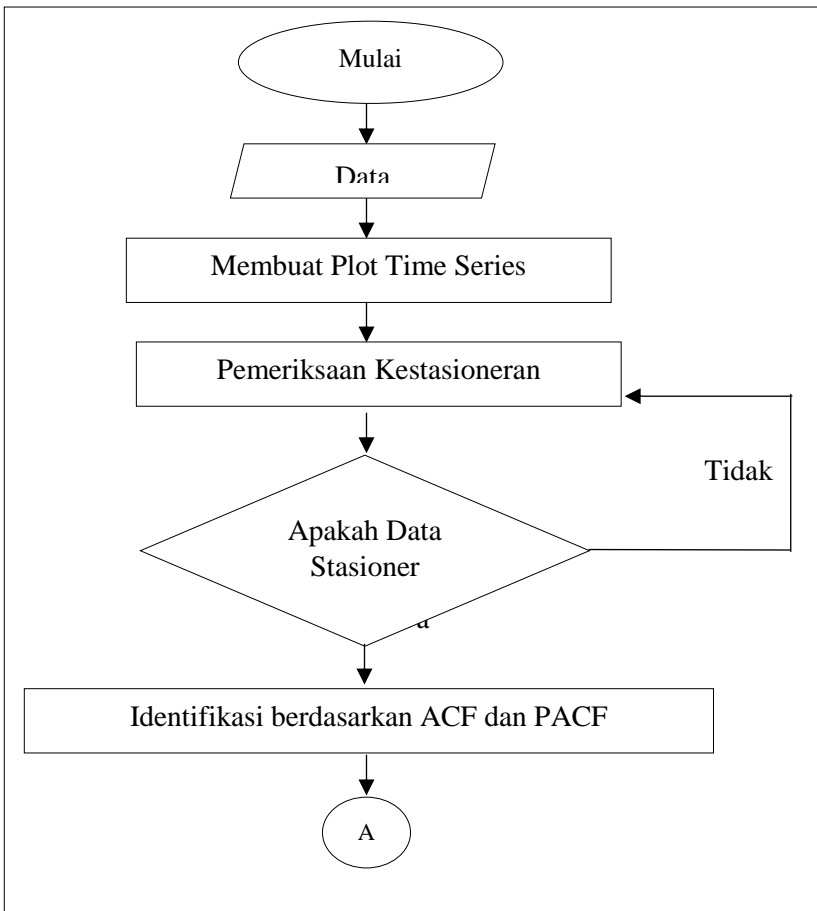 Mulai
Data
Membuat Plot Time Series
Pemeriksaan Kestasioneran
Tidak
Apakah Data
Stasioner
Identifikasi berdasarkan ACF dan PACF
A